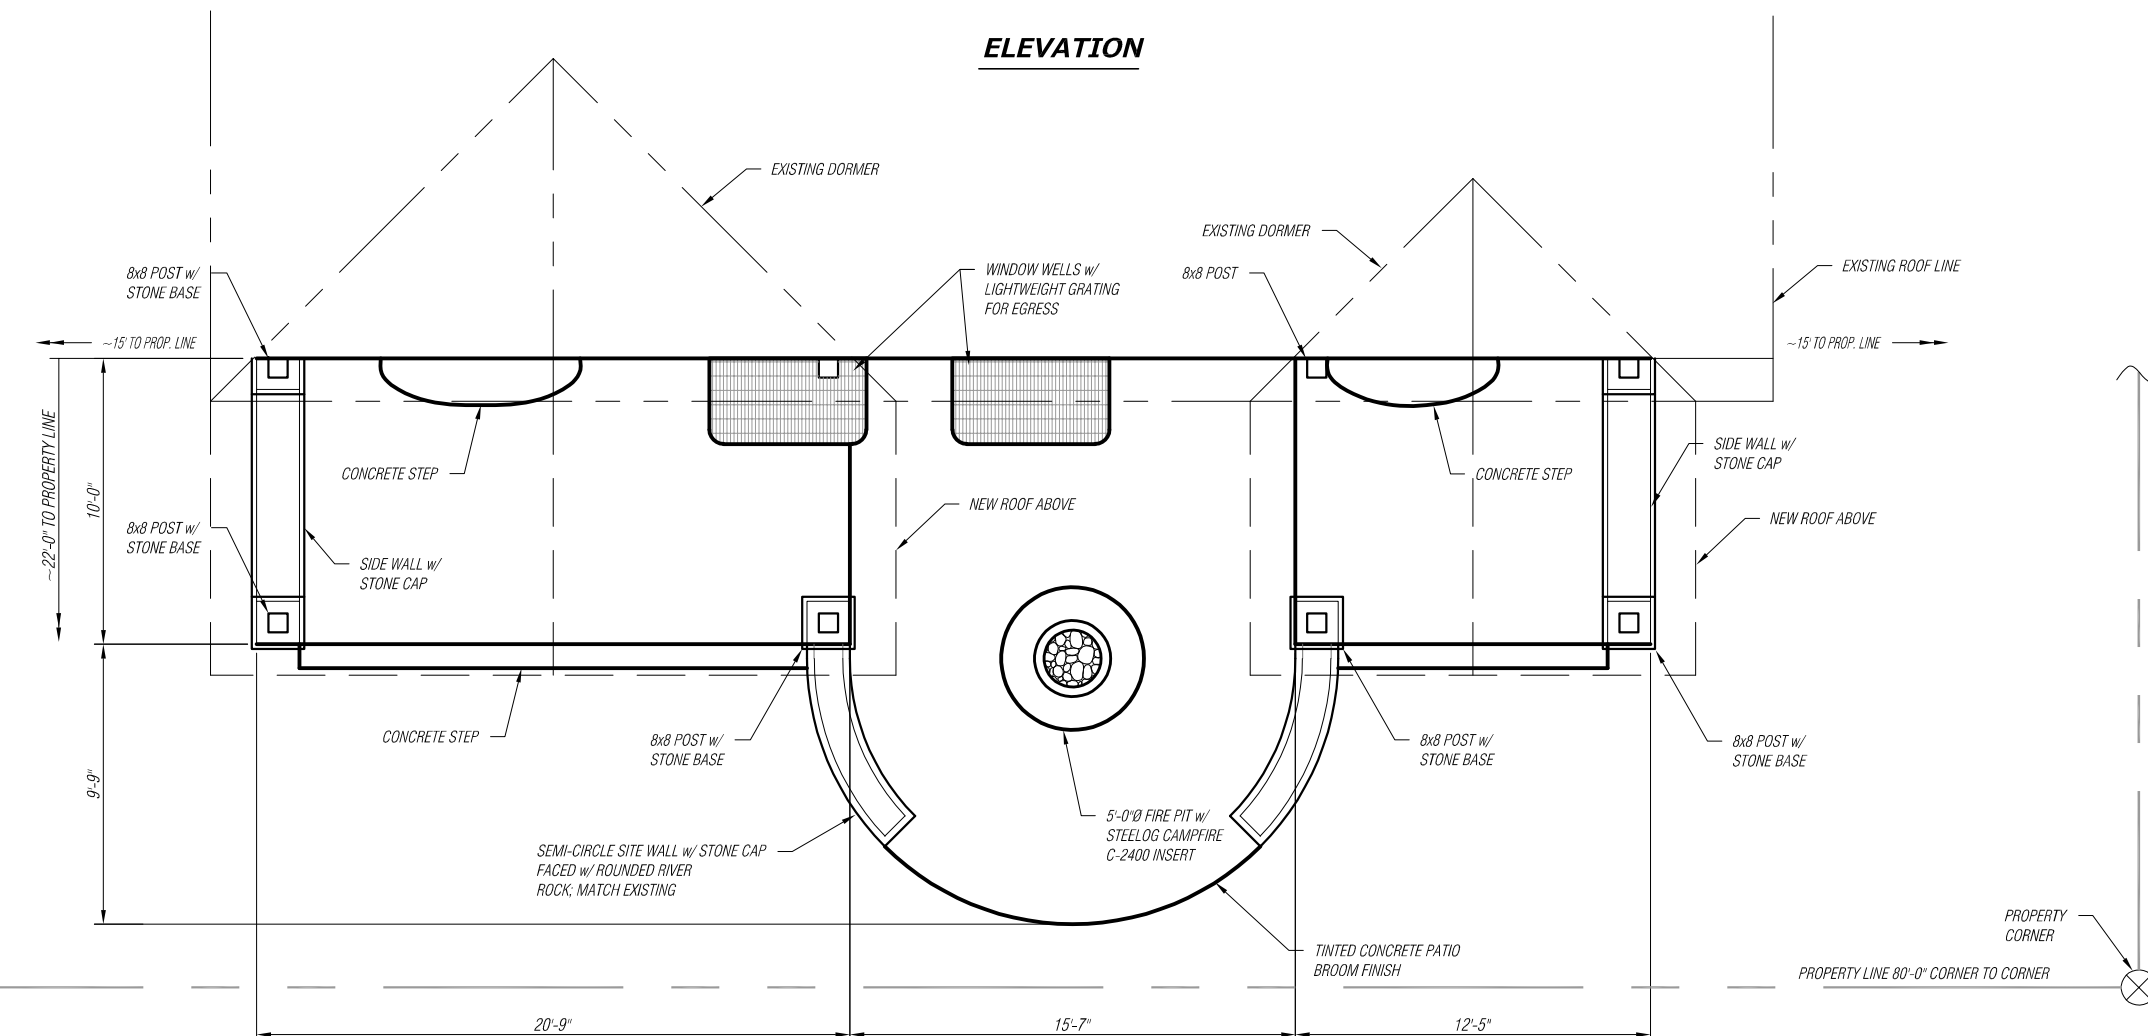 ELEVATION
EXISTING DORMER
EXISTING DORMER
8x8 POST w/
STONE BASE
WINDOW WELLS w/
LIGHTWEIGHT GRATING
FOR EGRESS
8x8 POST
EXISTING ROOF LINE
~15' TO PROP. LINE
~15' TO PROP. LINE
~22'-0" TO PROPERTY LINE
10'-0"
CONCRETE STEP
CONCRETE STEP
SIDE WALL w/
STONE CAP
NEW ROOF ABOVE
NEW ROOF ABOVE
8x8 POST w/
STONE BASE
SIDE WALL w/
STONE CAP
CONCRETE STEP
8x8 POST w/
STONE BASE
8x8 POST w/
STONE BASE
8x8 POST w/
STONE BASE
9'-9"
5'-0"Ø FIRE PIT w/
STEELOG CAMPFIRE
C-2400 INSERT
SEMI-CIRCLE SITE WALL w/ STONE CAP
FACED w/ ROUNDED RIVER
ROCK; MATCH EXISTING
TINTED CONCRETE PATIO
BROOM FINISH
PROPERTY
CORNER
PROPERTY LINE 80'-0" CORNER TO CORNER
20'-9"
15'-7"
12'-5"